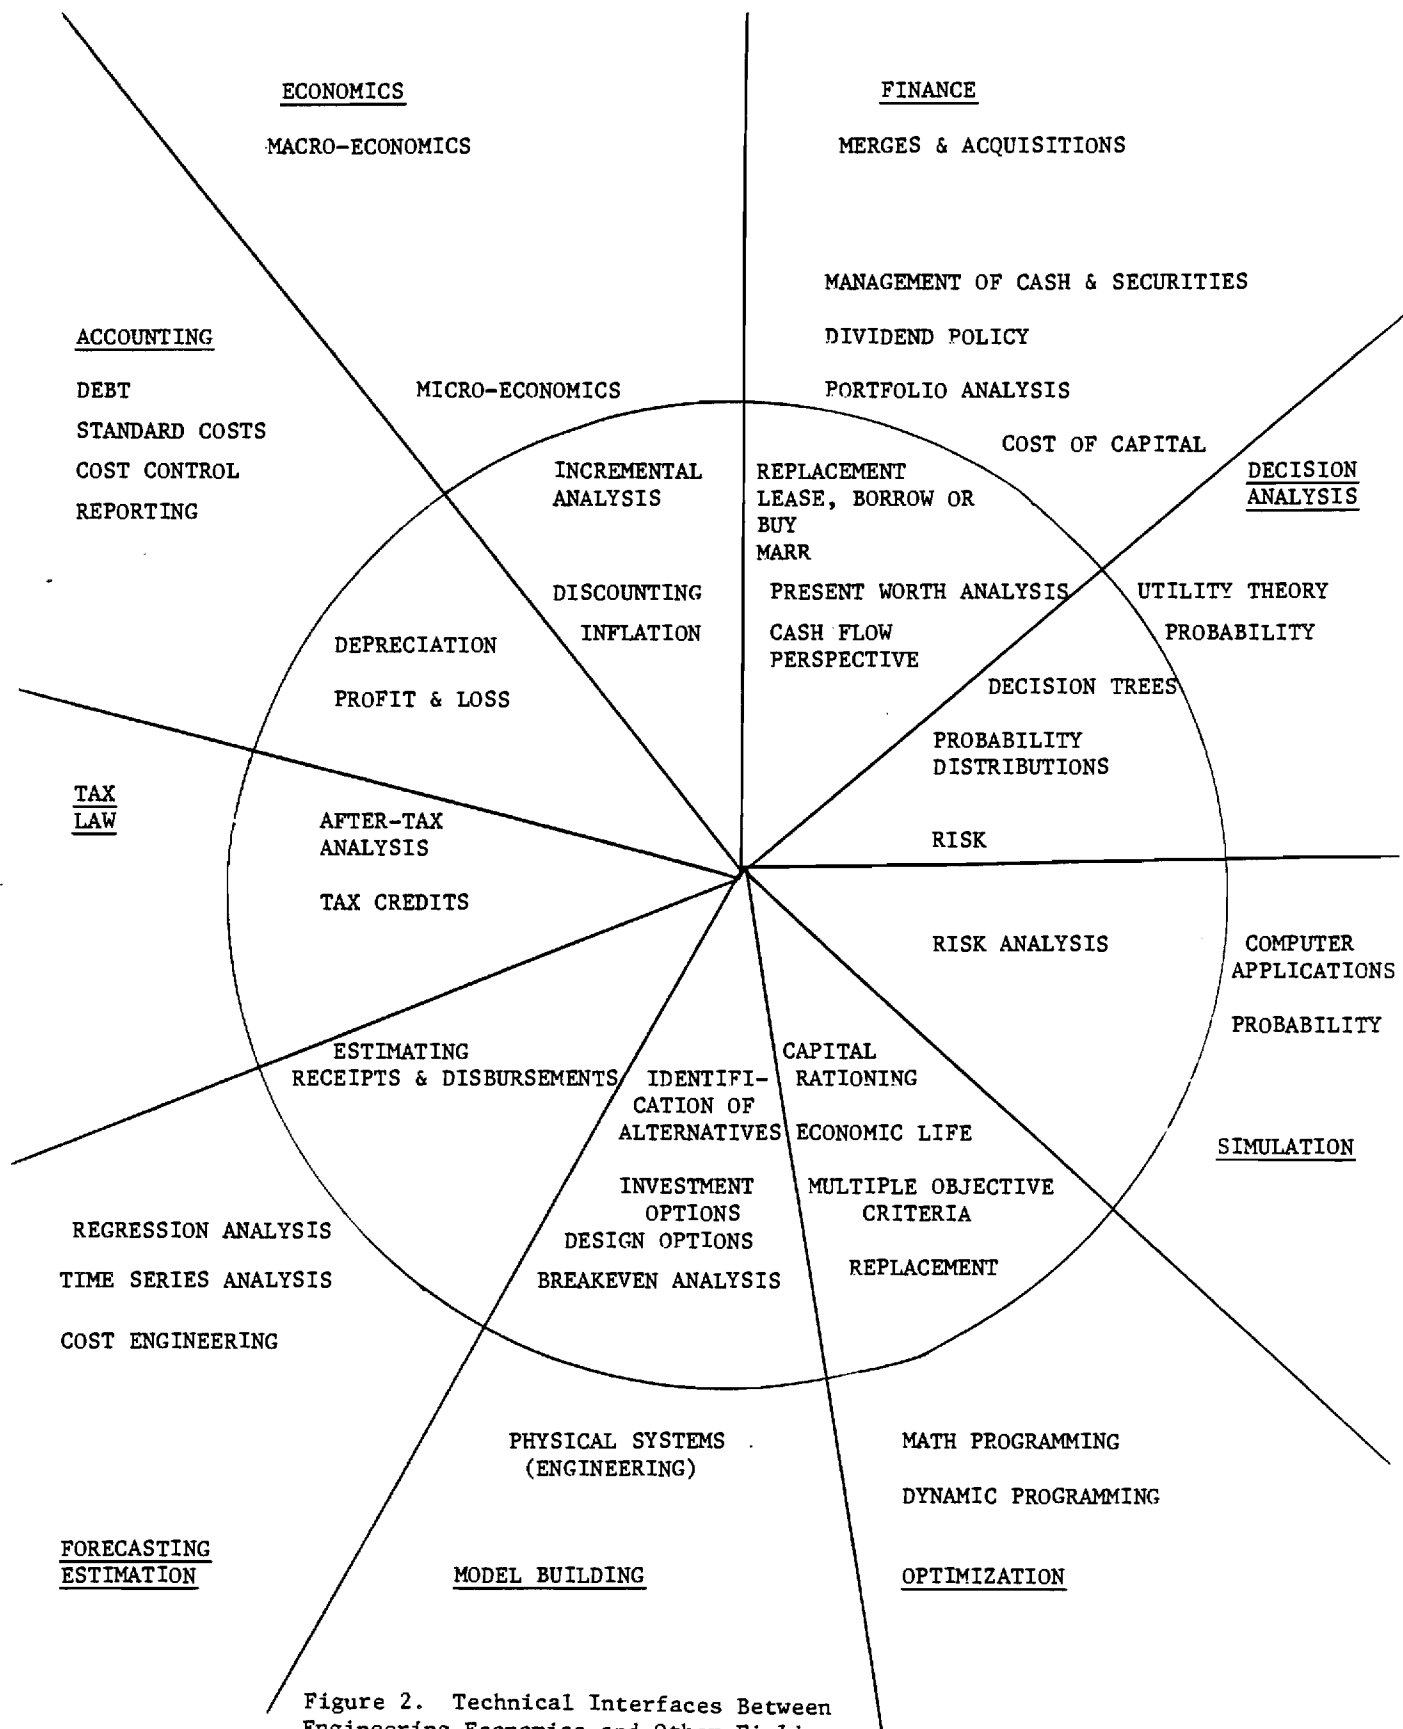 ECONOMICS
MACRO-ECONOMICS
MICRO-ECONOMICS
INCREMENTAL
ANALYSIS
DISCOUNTING
INFLATION
FINANCE
MERGES & ACQUISITIONS
MANAGEMENT OF CASH & SECURITIES
DIVIDEND POLICY
PORTFOLIO ANALYSIS
COST OF CAPITAL
REPLACEMENT
LEASE, BORROW OR
BUY
MARR
PRESENT WORTH ANALYSIS
CASH FLOW
PERSPECTIVE
DECISION
ANALYSIS
UTILITY THEORY
PROBABILITY
DECISION TREES
PROBABILITY
DISTRIBUTIONS
RISK
RISK ANALYSIS
COMPUTER
APPLICATIONS
PROBABILITY
SIMULATION
CAPITAL
RATIONING
ECONOMIC LIFE
MULTIPLE OBJECTIVE
CRITERIA
REPLACEMENT
MATH PROGRAMMING
DYNAMIC PROGRAMMING
OPTIMIZATION
IDENTIFI-
CATION OF
ALTERNATIVES
INVESTMENT
OPTIONS
DESIGN OPTIONS
BREAKEVEN ANALYSIS
PHYSICAL SYSTEMS
(ENGINEERING)
MODEL BUILDING
ESTIMATING
RECEIPTS & DISBURSEMENTS
REGRESSION ANALYSIS
TIME SERIES ANALYSIS
COST ENGINEERING
FORECASTING
ESTIMATION
TAX
LAW
AFTER-TAX
ANALYSIS
TAX CREDITS
ACCOUNTING
DEBT
STANDARD COSTS
COST CONTROL
REPORTING
DEPRECIATION
PROFIT & LOSS
Figure 2. Technical Interfaces Between
Engineering Economics and Other Fields